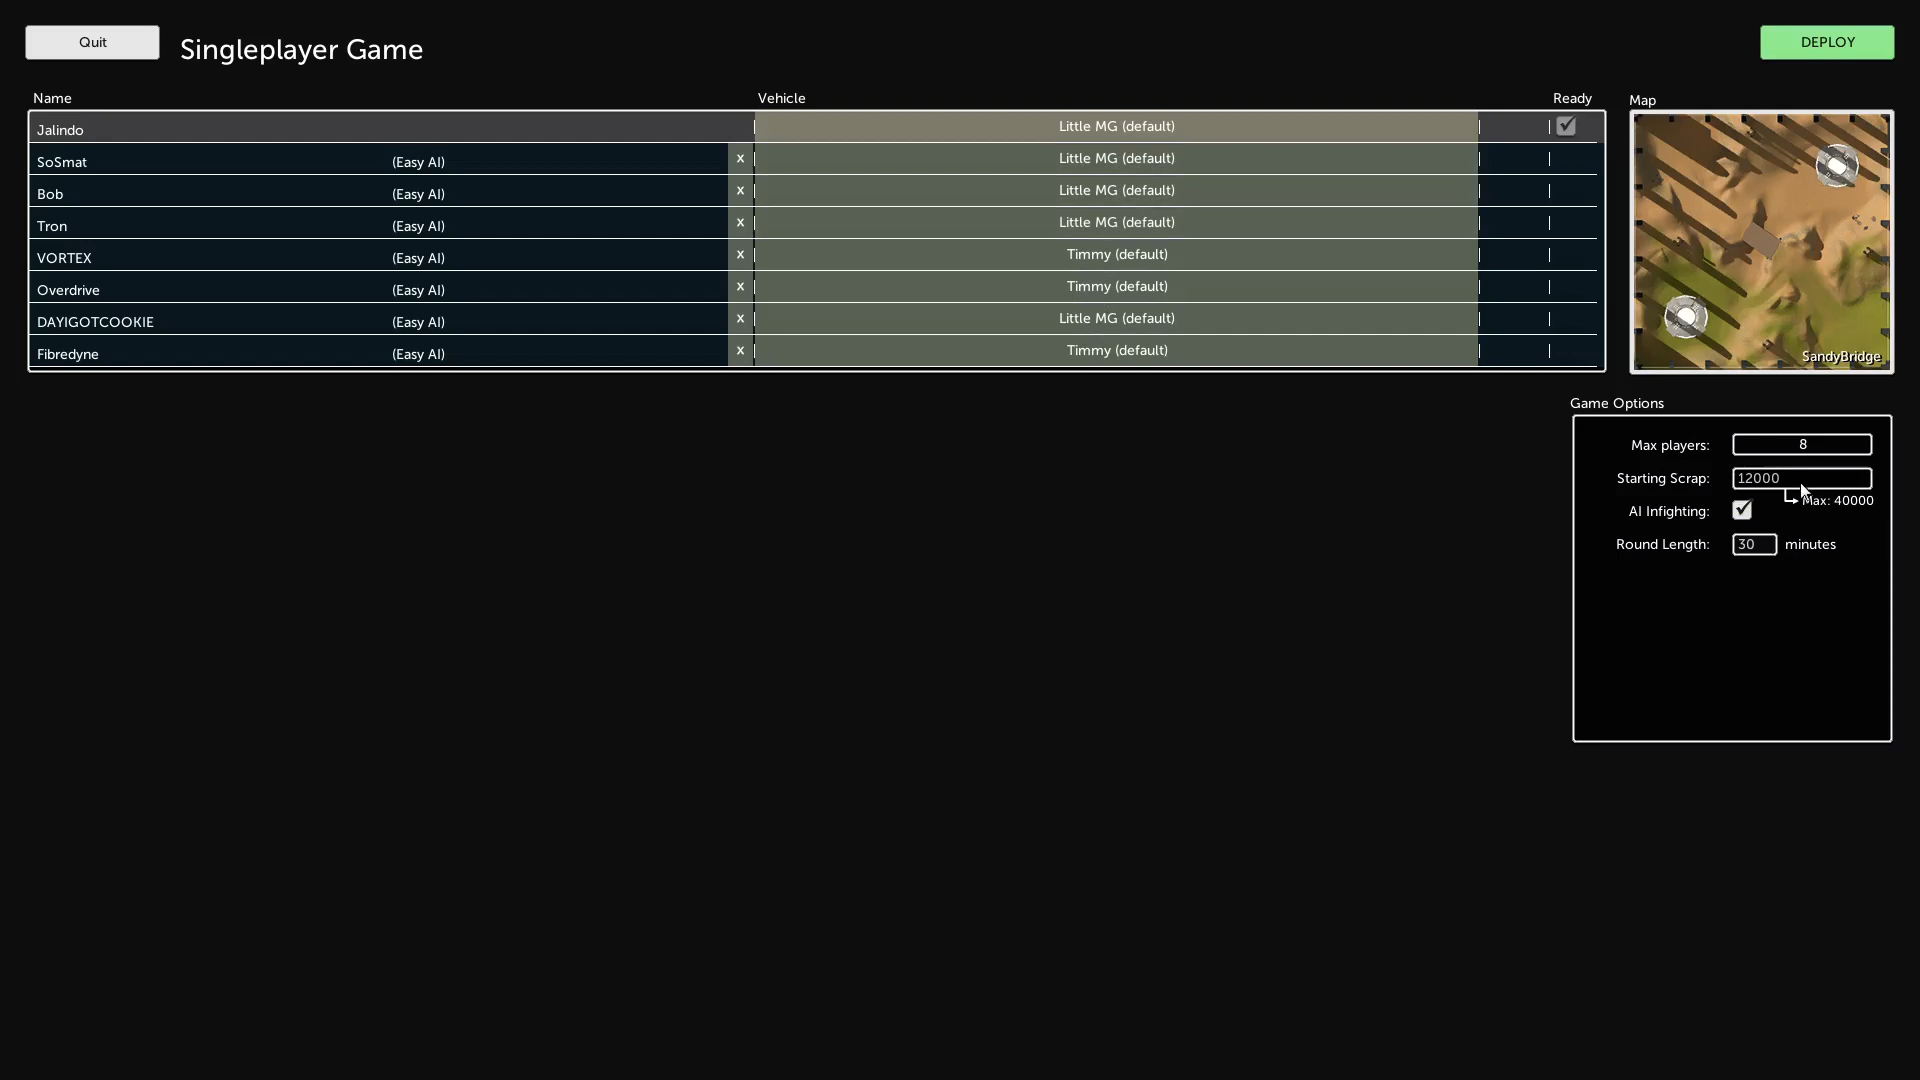 Quit
Singleplayer Game
DEPLOY
Name Vehicle Ready Map
Jalindo Little MG (default)
SoSmat (Easy AI) x Little MG (default)
Bob (Easy AI) x Little MG (default)
Tron (Easy AI) x Little MG (default)
VORTEX (Easy AI) x Timmy (default)
Overdrive (Easy AI) x Timmy (default)
DAYIGOTCOOKIE (Easy AI) x Little MG (default)
Fibredyne (Easy AI) x Timmy (default)
SandyBridge
Game Options
Max players: 8
Starting Scrap: 12000
Max: 40000
AI Infighting:
Round Length: 30 minutes